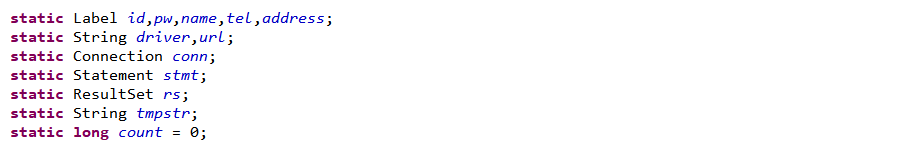 static Label id,pw,name,tel,address;
static String driver,url;
static Connection conn;
static Statement stmt;
static ResultSet rs;
static String tmpstr;
static long count = 0;